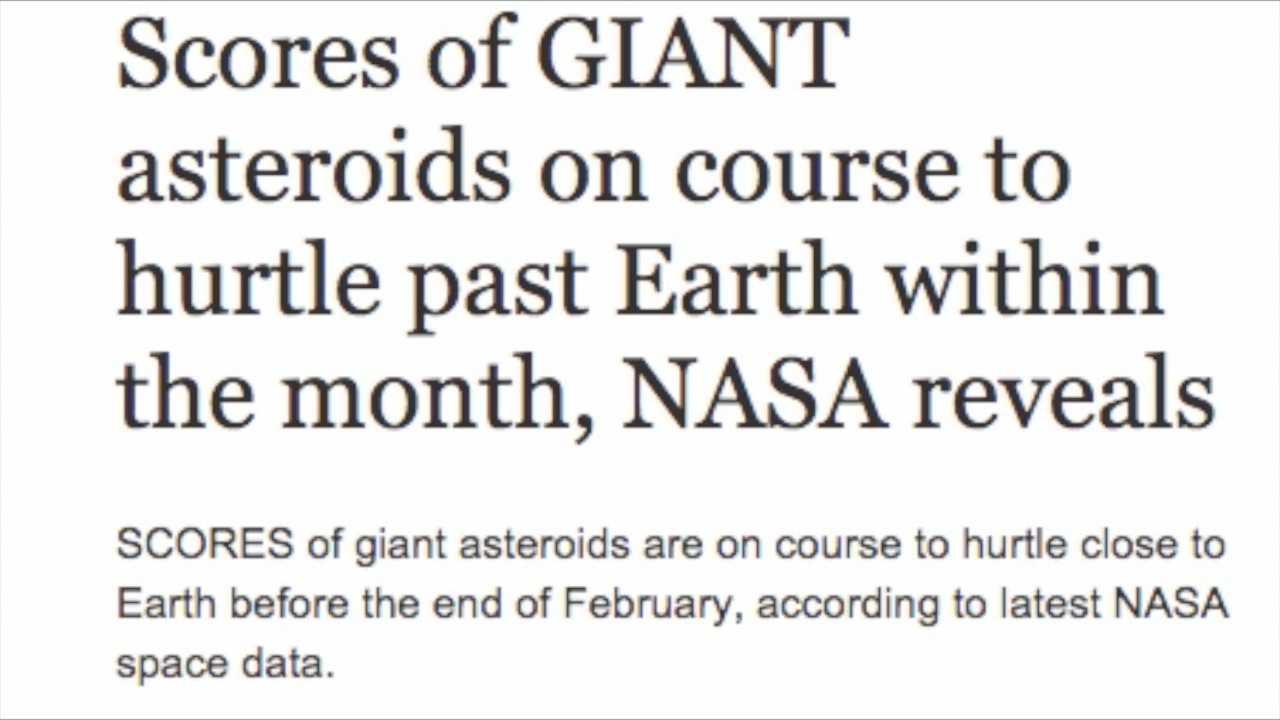 Scores of GIANT
asteroids on course to
hurtle past Earth within
the month, NASA reveals
SCORES of giant asteroids are on course to hurtle close to
Earth before the end of February, according to latest NASA
space data.